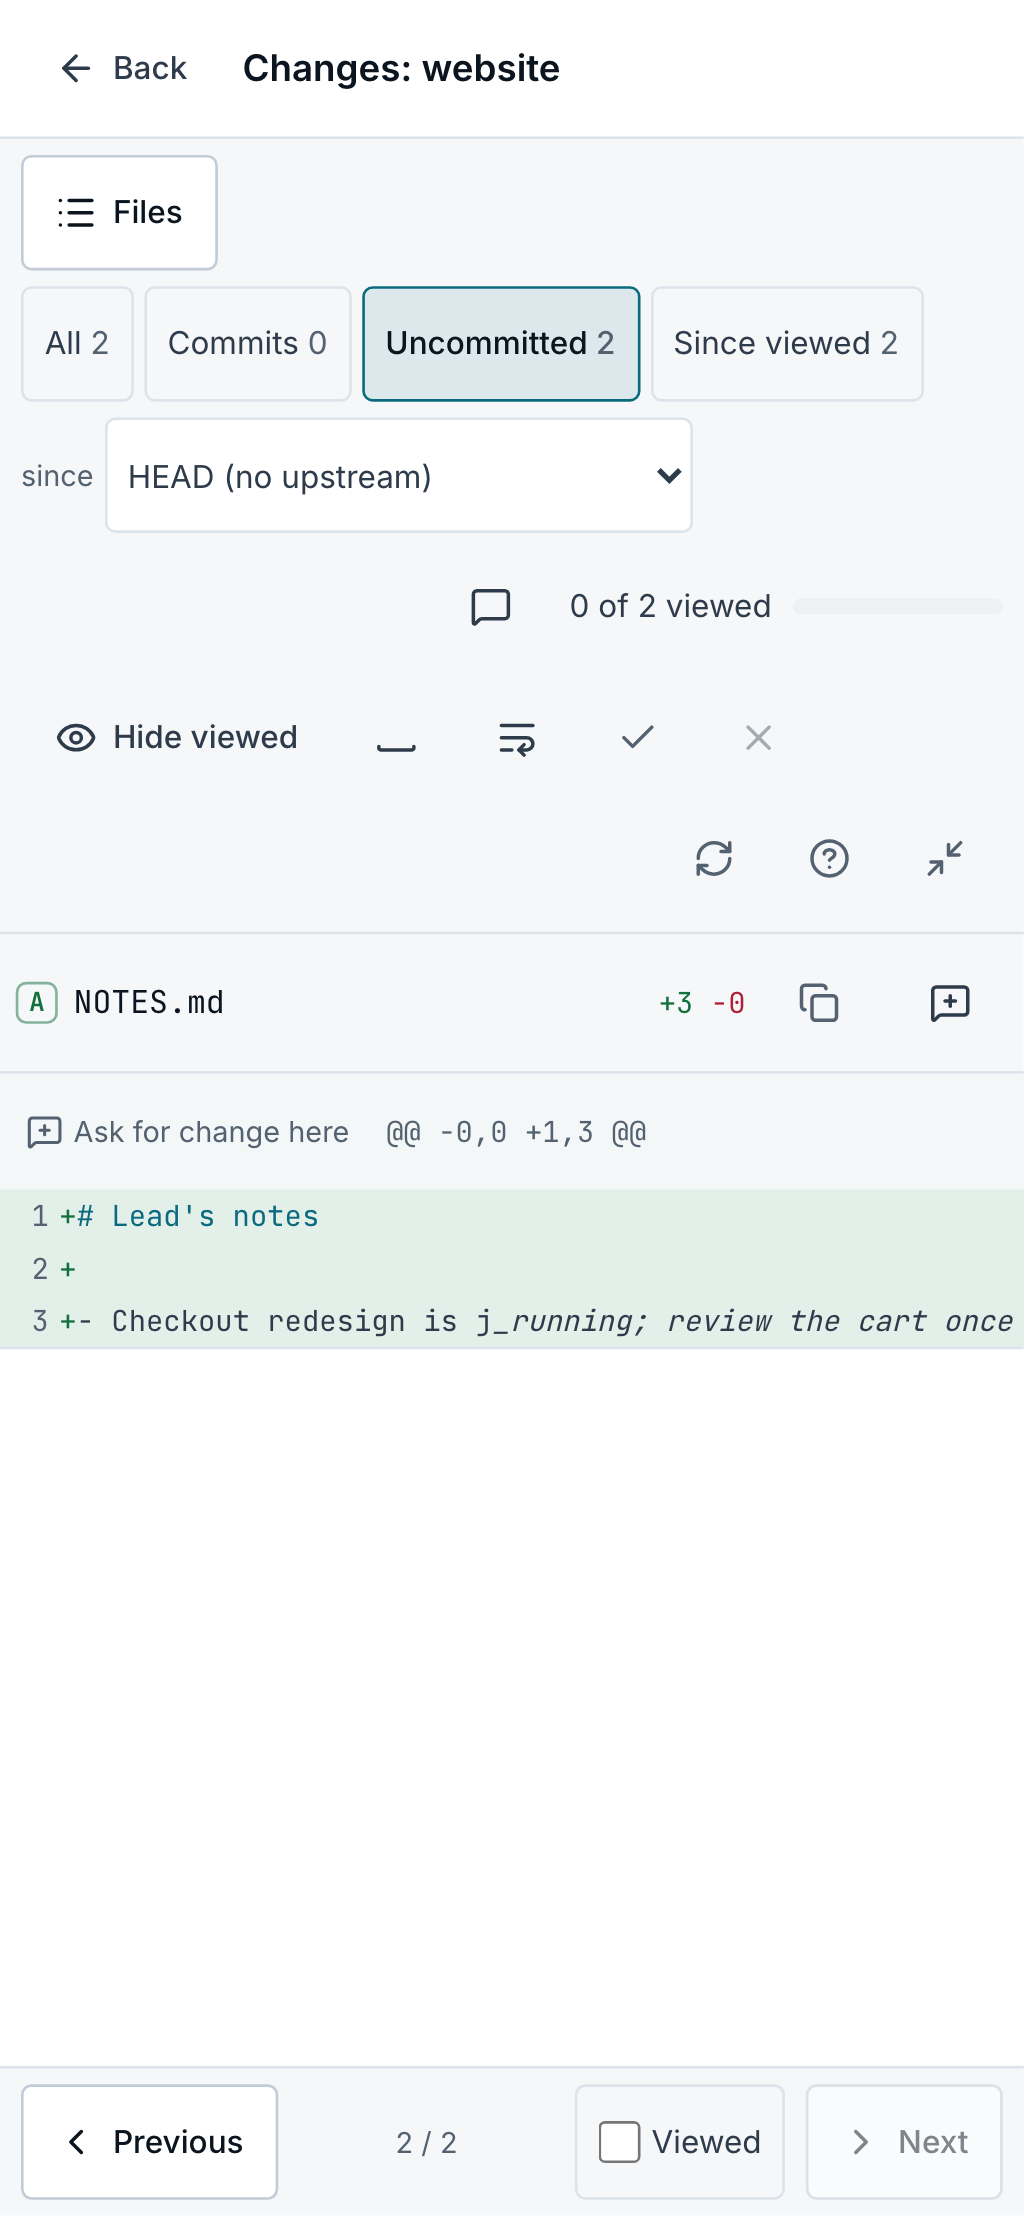 Back Changes: website
Files
All 2 Commits 0 Uncommitted 2 Since viewed 2
since HEAD (no upstream)
0 of 2 viewed
Hide viewed
A NOTES.md +3 -0
Ask for change here @@ -0,0 +1,3 @@
1 +# Lead's notes
2 +
3 +- Checkout redesign is j_running; review the cart once
Previous 2 / 2 Viewed Next